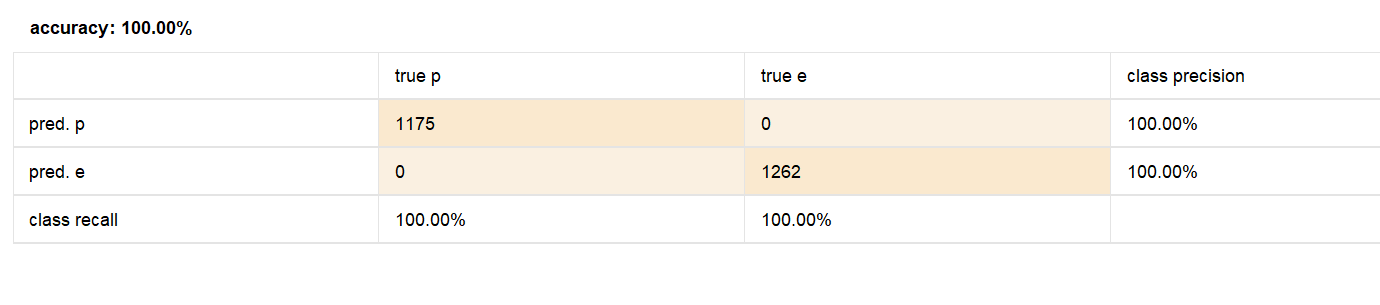 accuracy: 100.00%
true p true e class precision
pred. p 1175 0 100.00%
pred. e 0 1262 100.00%
class recall 100.00% 100.00%